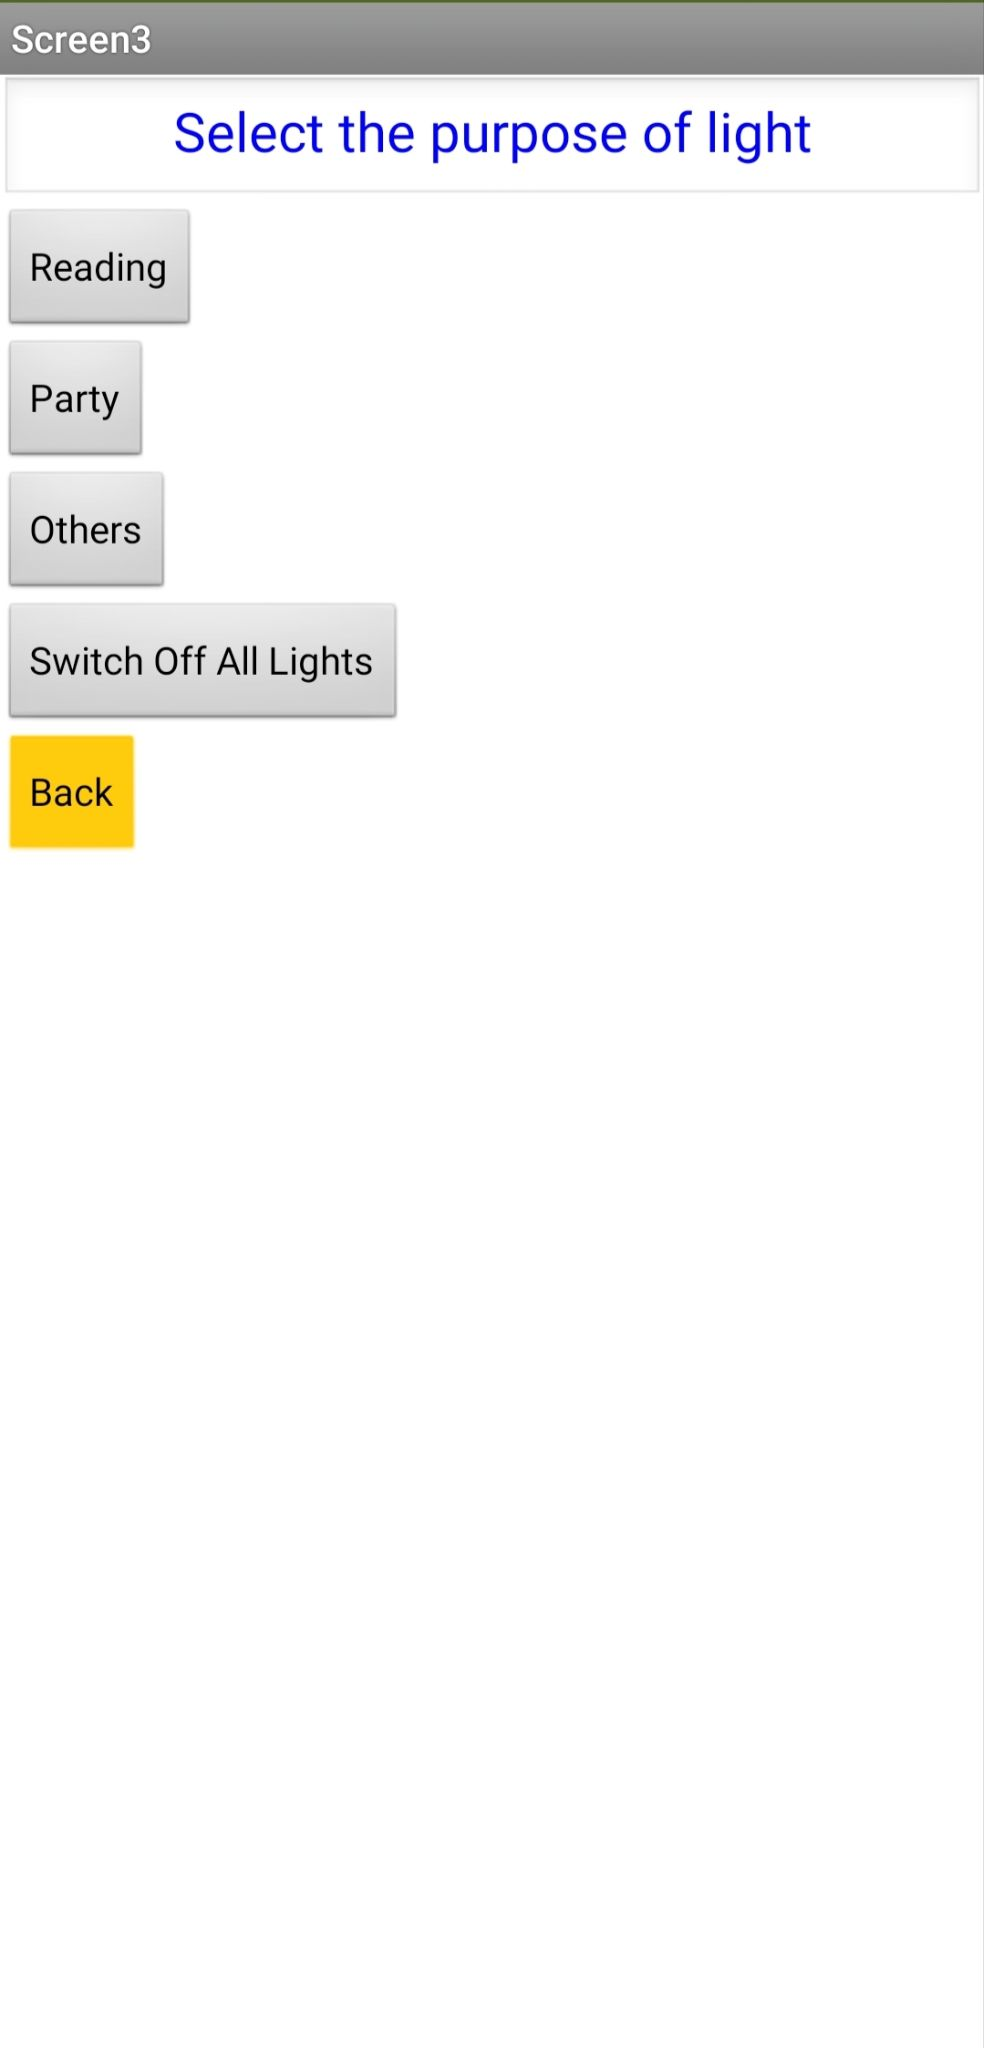 Screen3
Select the purpose of light
Reading
Party
Others
Switch Off All Lights
Back